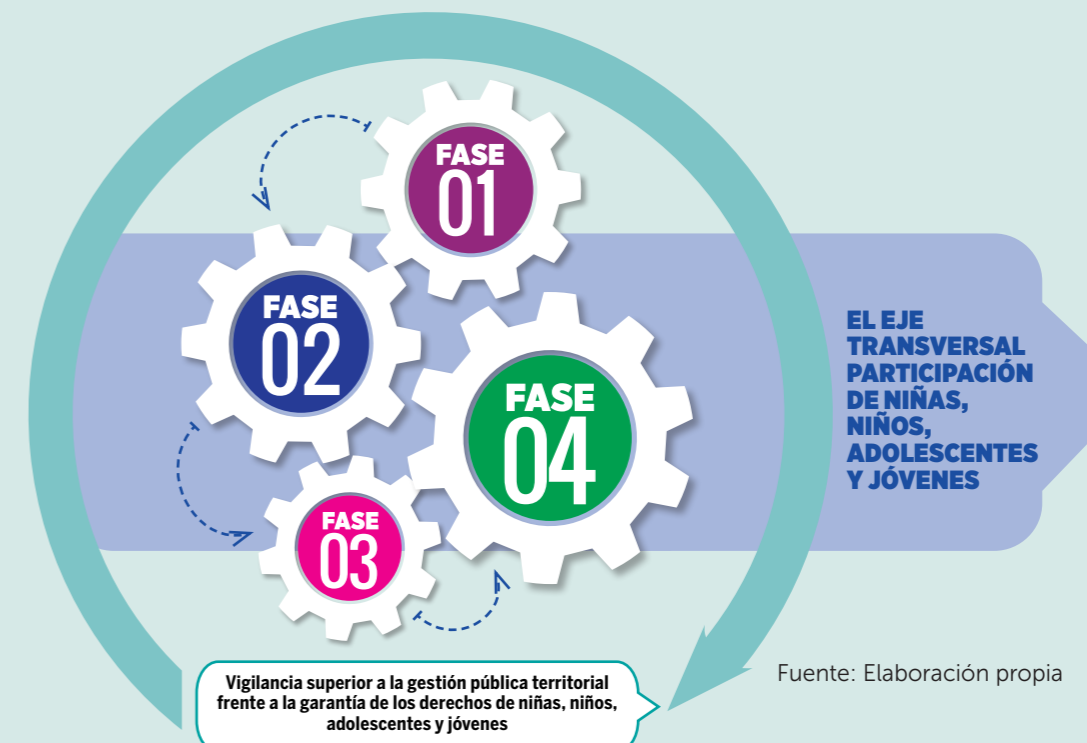 FASE
01
FASE
02
FASE
04
FASE
03
EL EJE
TRANSVERSAL
PARTICIPACIÓN
DE NIÑAS,
NIÑOS,
ADOLESCENTES
Y JÓVENES
Vigilancia superior a la gestión pública territorial
frente a la garantía de los derechos de niñas, niños,
adolescentes y jóvenes
Fuente: Elaboración propia